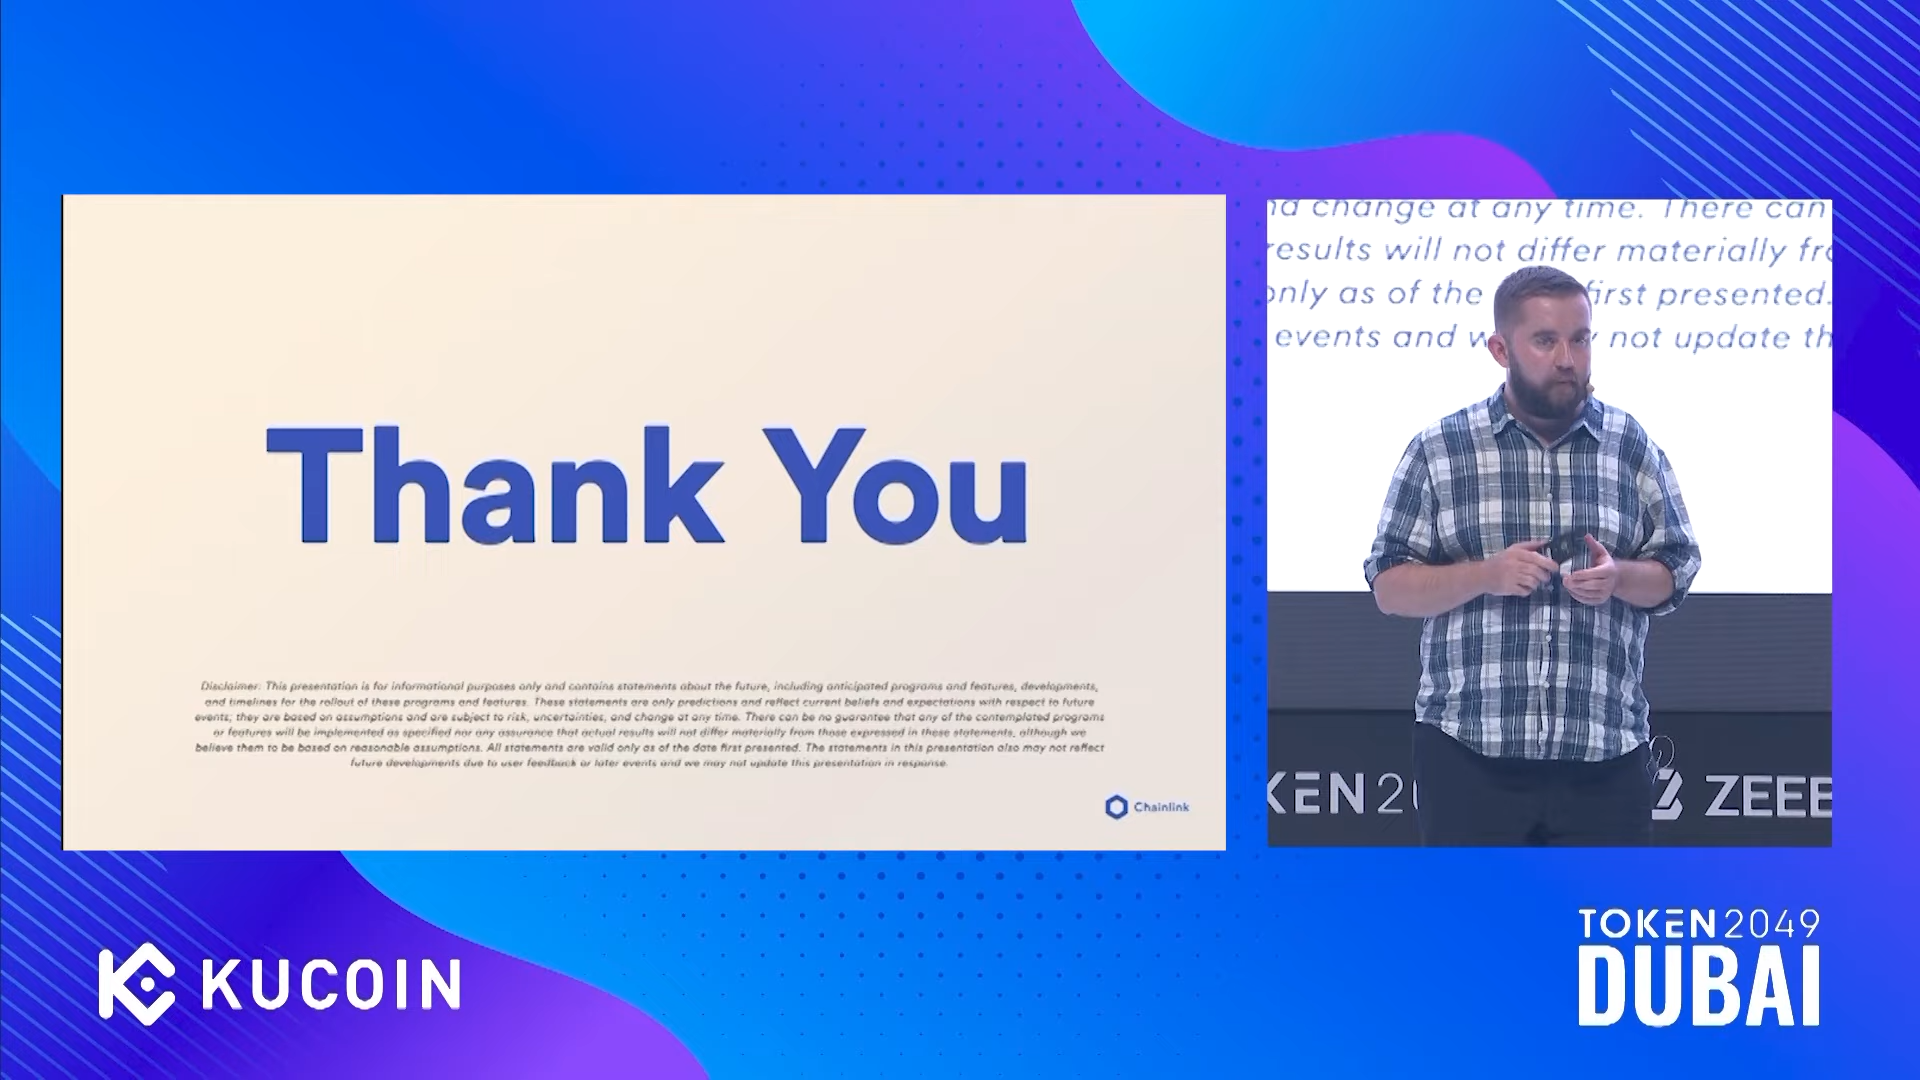 Thank You
Disclaimer: This presentation is for informational purposes only and contains statements about the future, including anticipated programs and features, developments,
and timelines for the rollout of these programs and features. These statements are only predictions and reflect current beliefs and expectations with respect to future
events; they are based on assumptions and are subject to risk, uncertainties, and change at any time. There can be no guarantee that any of the contemplated programs
or features will be implemented as specified nor any assurance that actual results will not differ materially from those expressed in these statements, although we
believe them to be based on reasonable assumptions. All statements are valid only as of the date first presented. The statements in this presentation also may not reflect
future developments due to user feedback or later events and we may not update this presentation in response.
Chainlink
change at any time. There can
results will not differ materially
only as of the first presented.
events and not update
KEN 2
ZEEE
KUCOIN
TOKEN2049
DUBAI